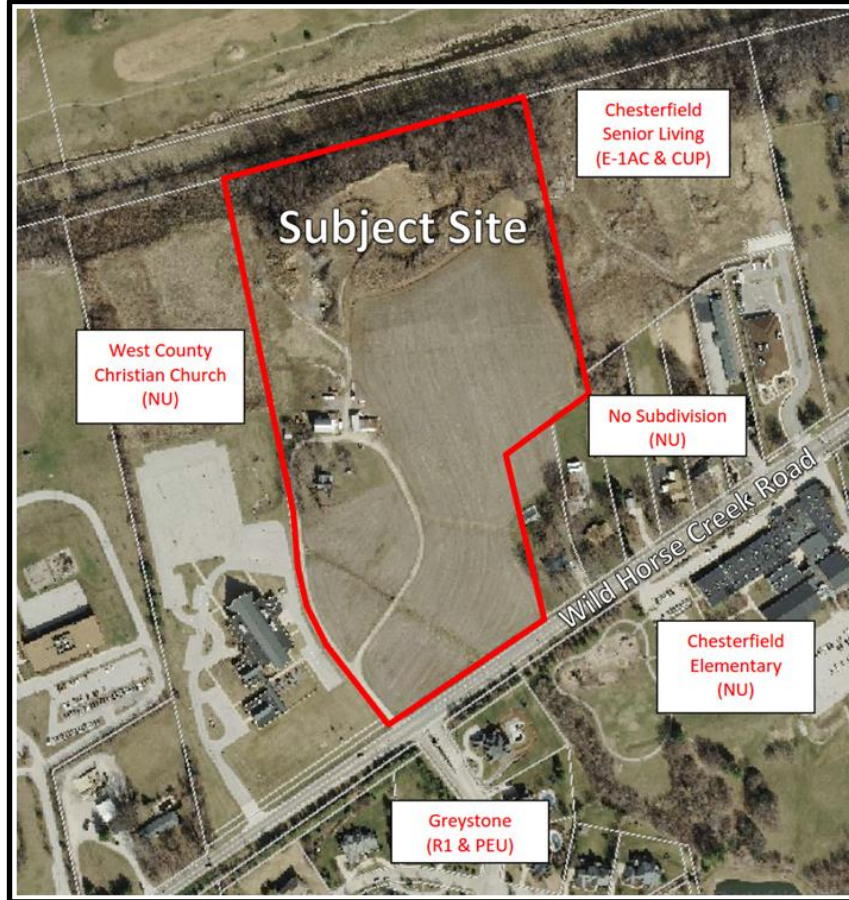 Chesterfield
Senior Living
(E-1AC & CUP)
Subject Site
West County
Christian Church
(NU)
No Subdivision
(NU)
Wild Horse Creek Road
Chesterfield
Elementary
(NU)
Greystone
(R1 & PEU)